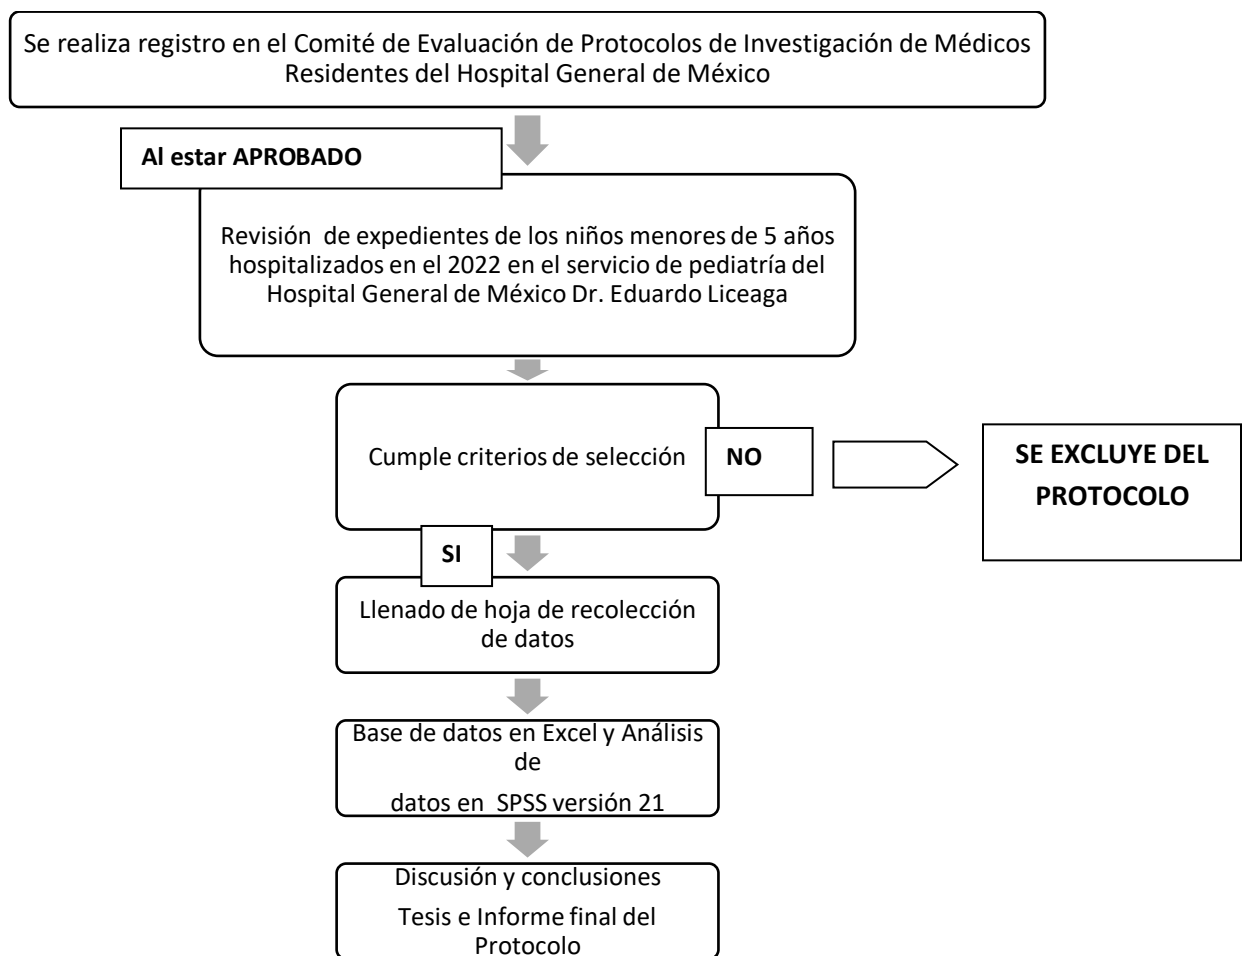 Se realiza registro en el Comité de Evaluación de Protocolos de Investigación de Médicos
Residentes del Hospital General de México
Al estar APROBADO
Revisión de expedientes de los niños menores de 5 años
hospitalizados en el 2022 en el servicio de pediatría del
Hospital General de México Dr. Eduardo Liceaga
Cumple criterios de selección
NO
SE EXCLUYE DEL
PROTOCOLO
SI
Llenado de hoja de recolección
de datos
Base de datos en Excel y Análisis
de
datos en SPSS versión 21
Discusión y conclusiones
Tesis e Informe final del
Protocolo